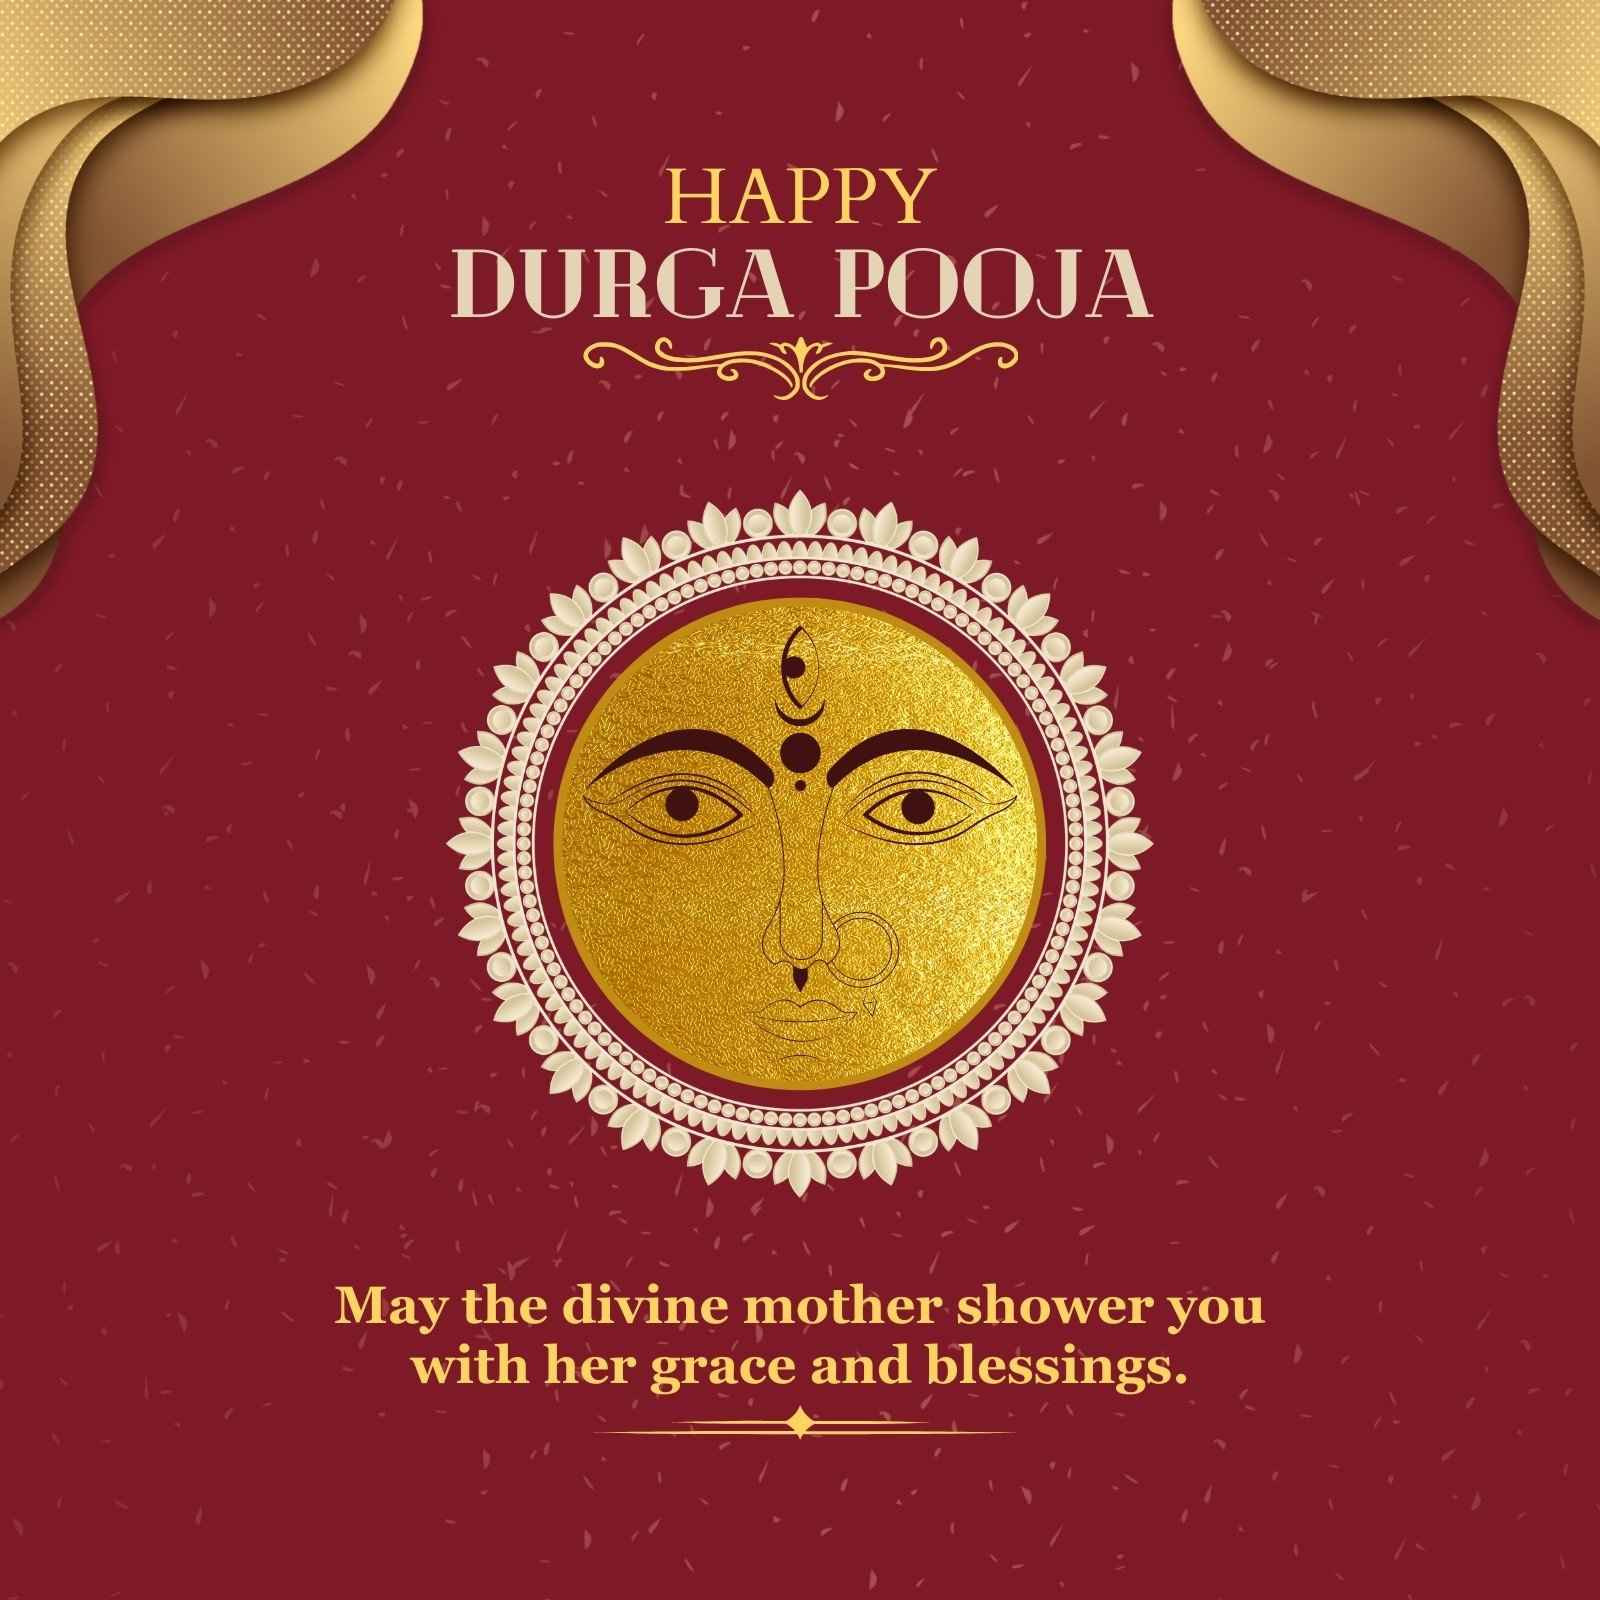 HAPPY
DURGA POOJA
May the divine mother shower you
with her grace and blessings.